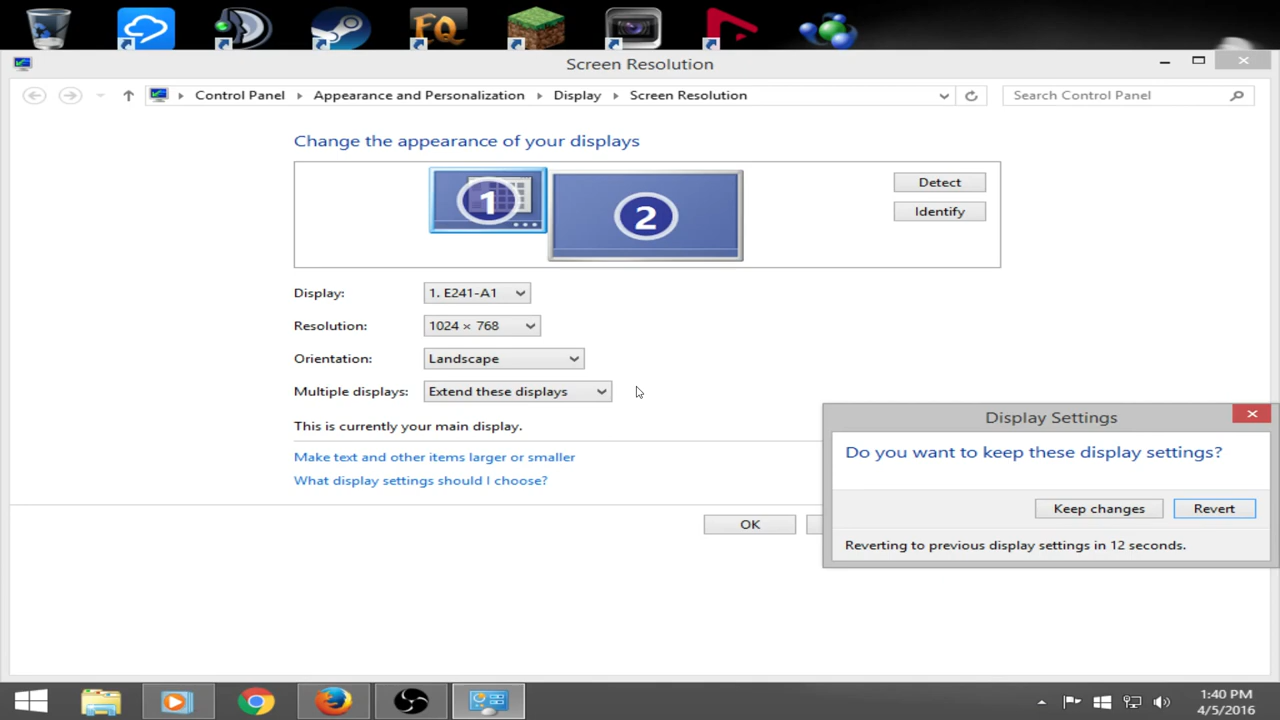 FQ
Screen Resolution
Control Panel
Appearance and Personalization
Display
Screen Resolution
Search Control Panel
Change the appearance of your displays
1
2
Detect
Identify
Display:
1. E241-A1
Resolution:
1024 × 768
Orientation:
Landscape
Multiple displays:
Extend these displays
This is currently your main display.
Make text and other items larger or smaller
What display settings should I choose?
OK
Display Settings
Do you want to keep these display settings?
Keep changes
Revert
Reverting to previous display settings in 12 seconds.
1:40 PM
4/5/2016